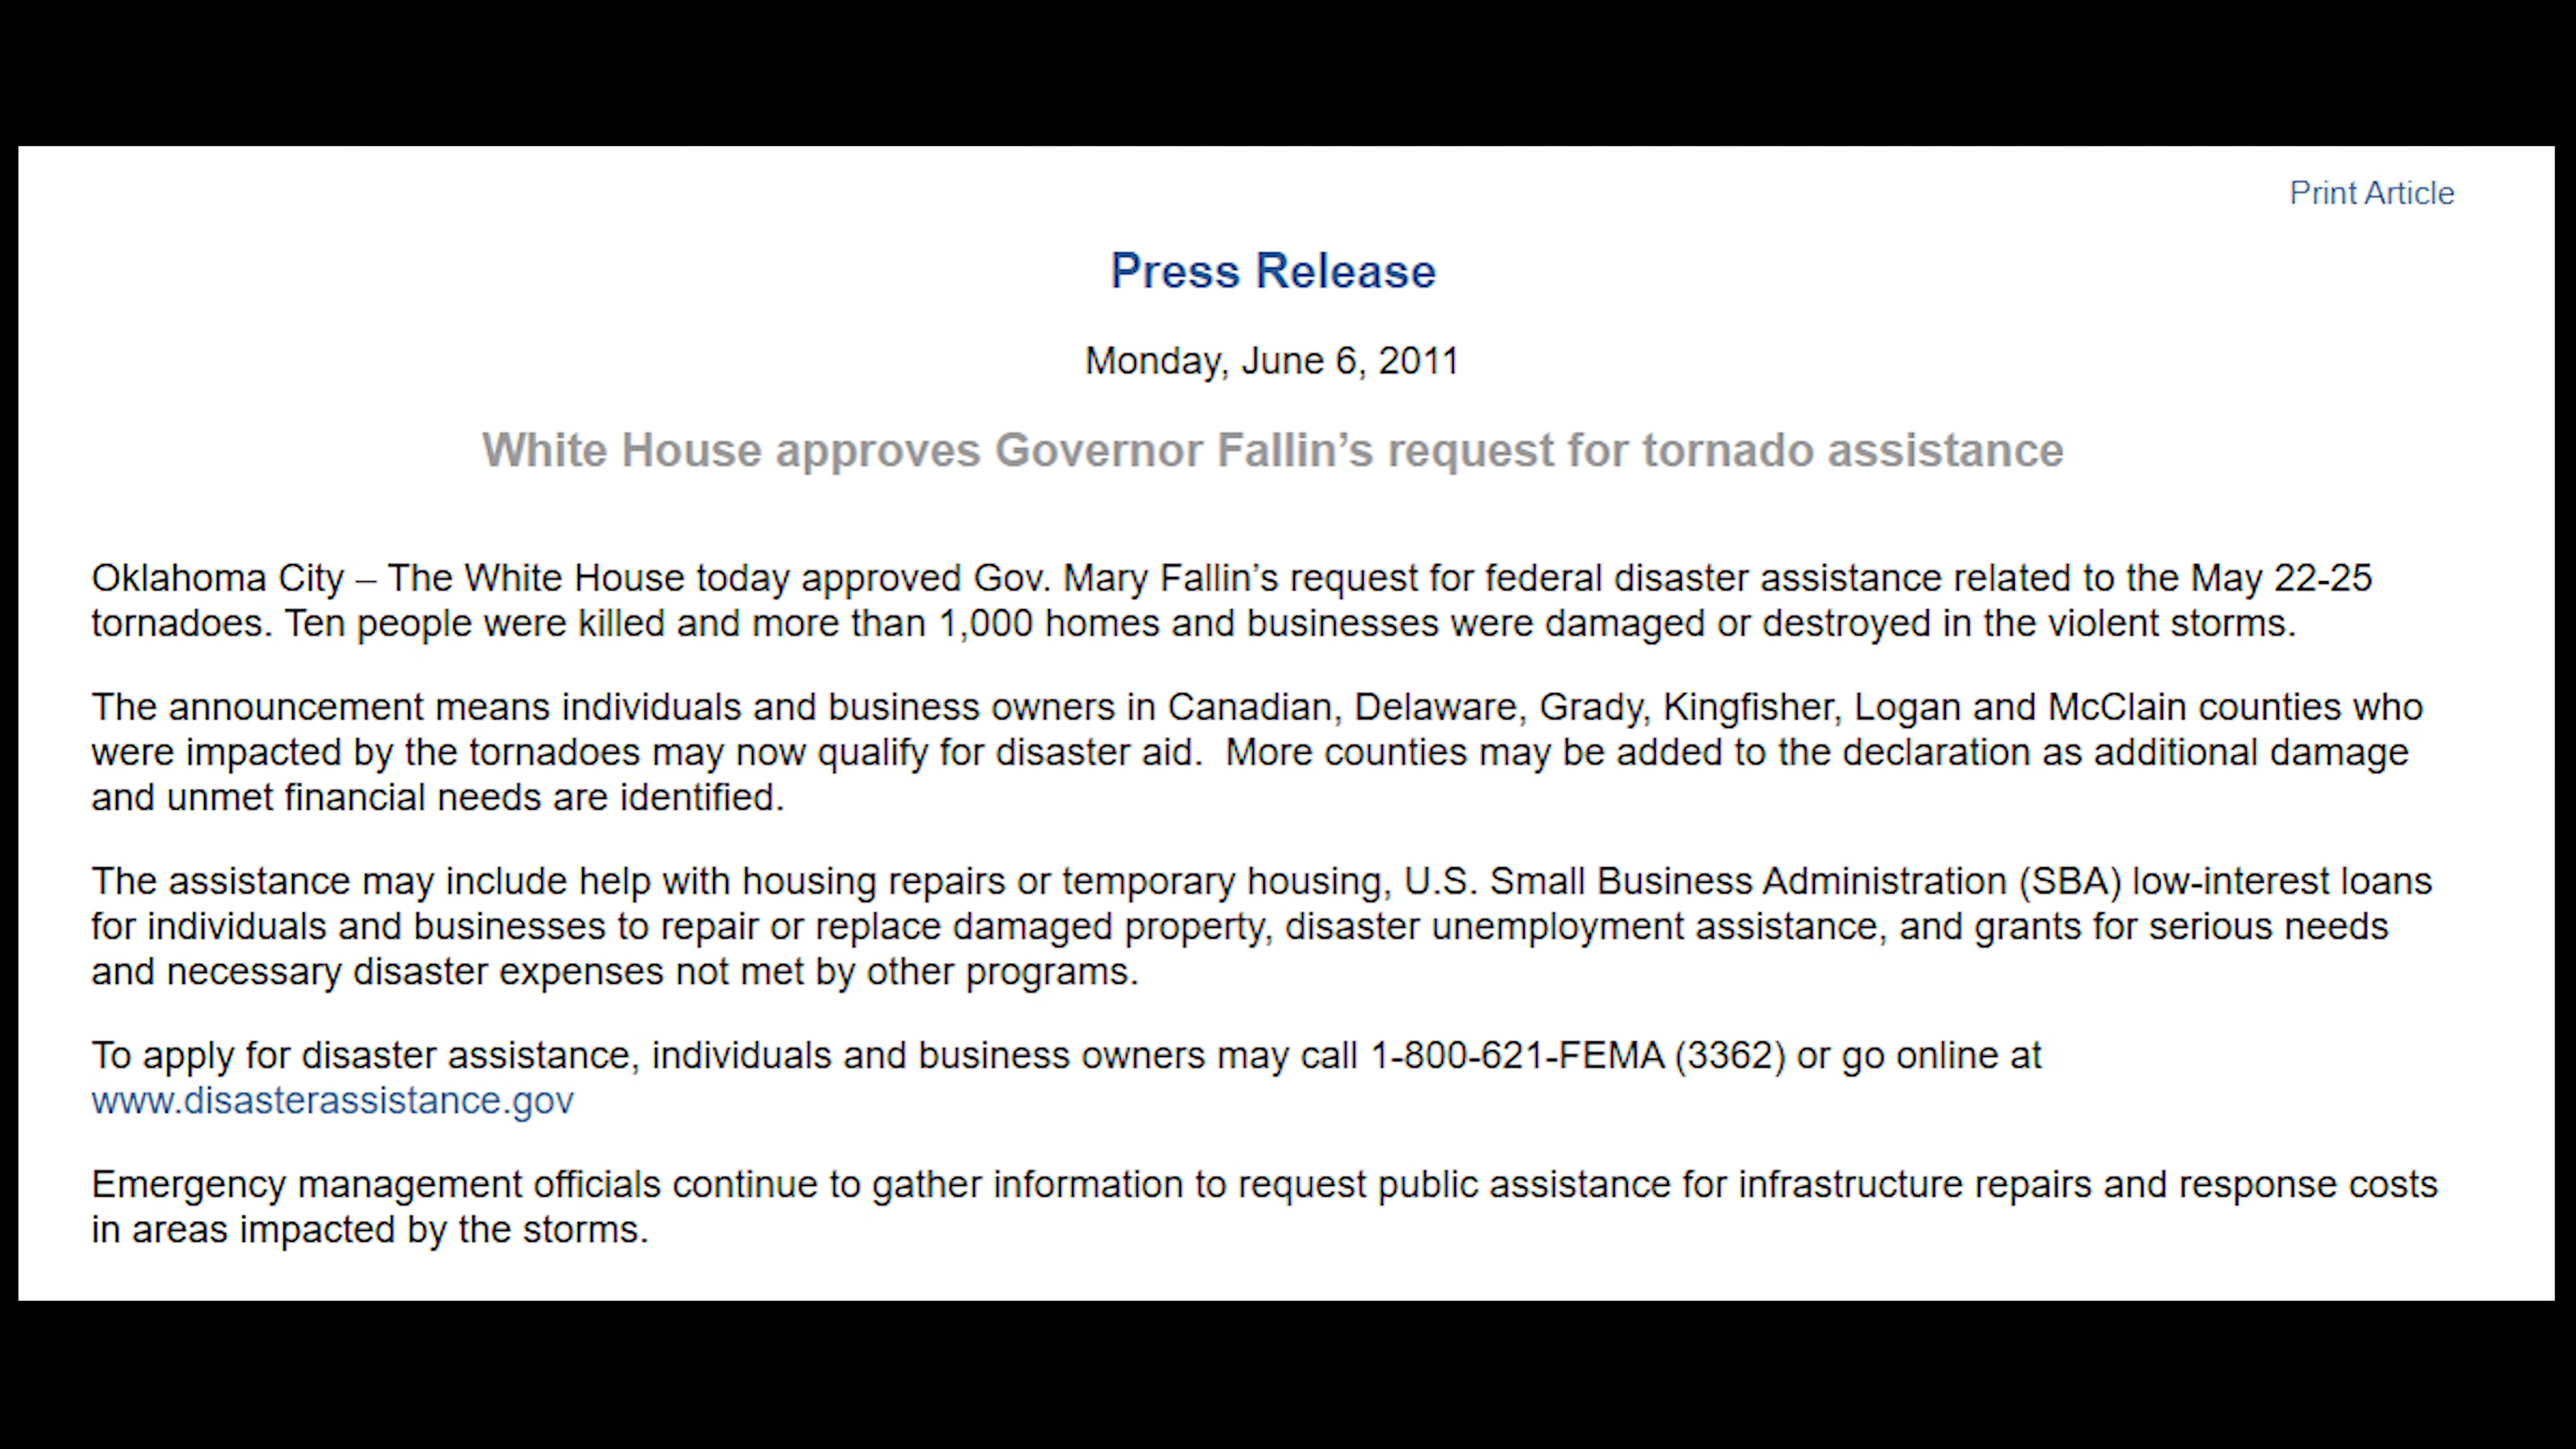 Print Article
Press Release
Monday, June 6, 2011
White House approves Governor Fallin’s request for tornado assistance
Oklahoma City – The White House today approved Gov. Mary Fallin’s request for federal disaster assistance related to the May 22-25
tornadoes. Ten people were killed and more than 1,000 homes and businesses were damaged or destroyed in the violent storms.
The announcement means individuals and business owners in Canadian, Delaware, Grady, Kingfisher, Logan and McClain counties who
were impacted by the tornadoes may now qualify for disaster aid.  More counties may be added to the declaration as additional damage
and unmet financial needs are identified.
The assistance may include help with housing repairs or temporary housing, U.S. Small Business Administration (SBA) low-interest loans
for individuals and businesses to repair or replace damaged property, disaster unemployment assistance, and grants for serious needs
and necessary disaster expenses not met by other programs.
To apply for disaster assistance, individuals and business owners may call 1-800-621-FEMA (3362) or go online at
www.disasterassistance.gov
Emergency management officials continue to gather information to request public assistance for infrastructure repairs and response costs
in areas impacted by the storms.